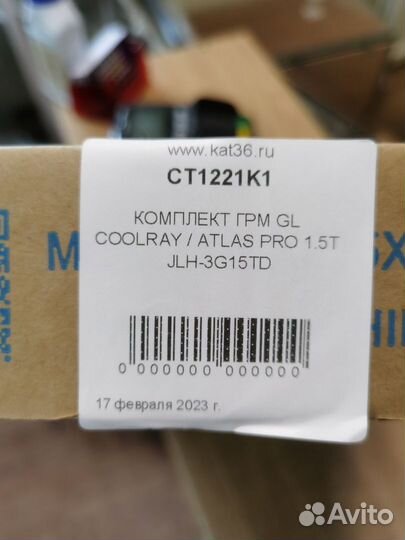 www.kat36.ru
CT1221K1
КОМПЛЕКТ ГРМ GL
COOLRAY / ATLAS PRO 1.5T
JLH-3G15TD
0 000000 000000
17 февраля 2023 г.
Avito